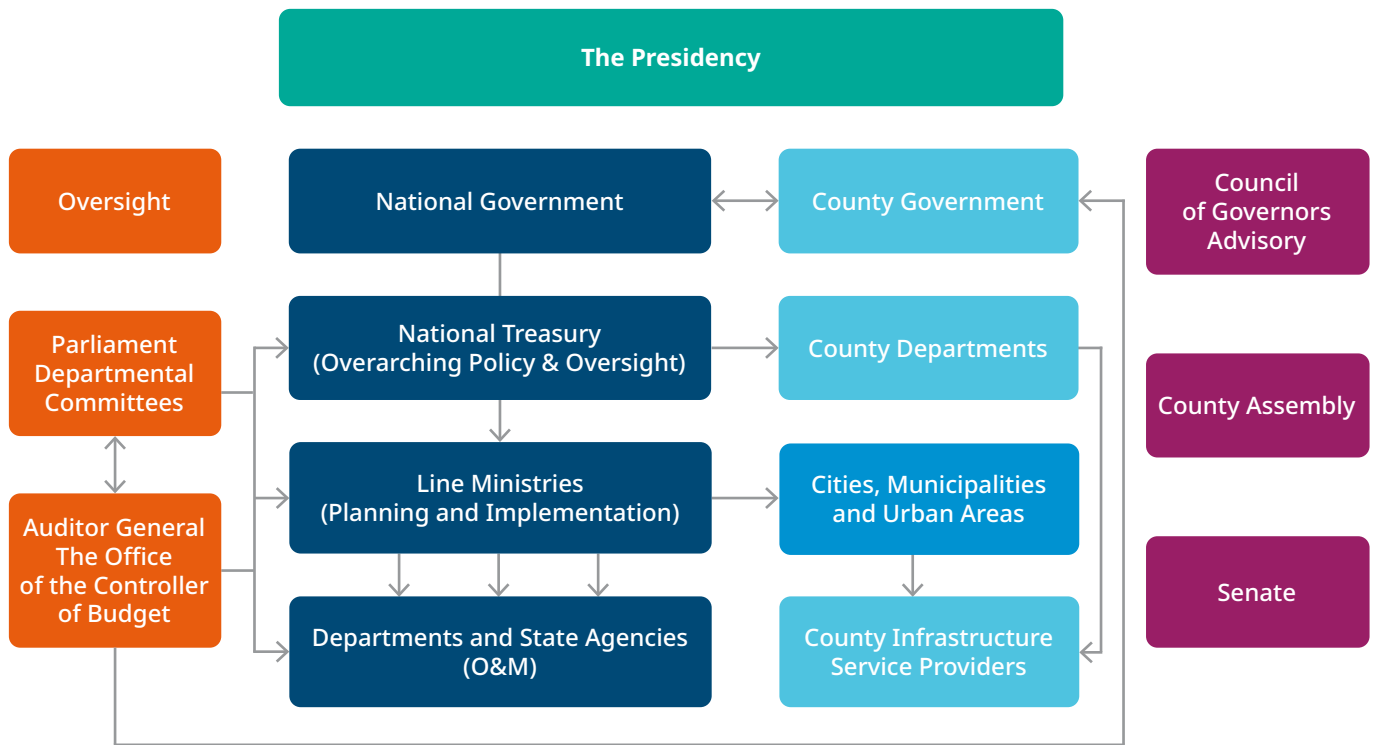 The Presidency
Oversight
National Government
County Government
Council
of Governors
Advisory
Parliament
Departmental
Committees
National Treasury
(Overarching Policy & Oversight)
County Departments
County Assembly
Auditor General
The Office
of the Controller
of Budget
Line Ministries
(Planning and Implementation)
Cities, Municipalities
and Urban Areas
Senate
Departments and State Agencies
(O&M)
County Infrastructure
Service Providers